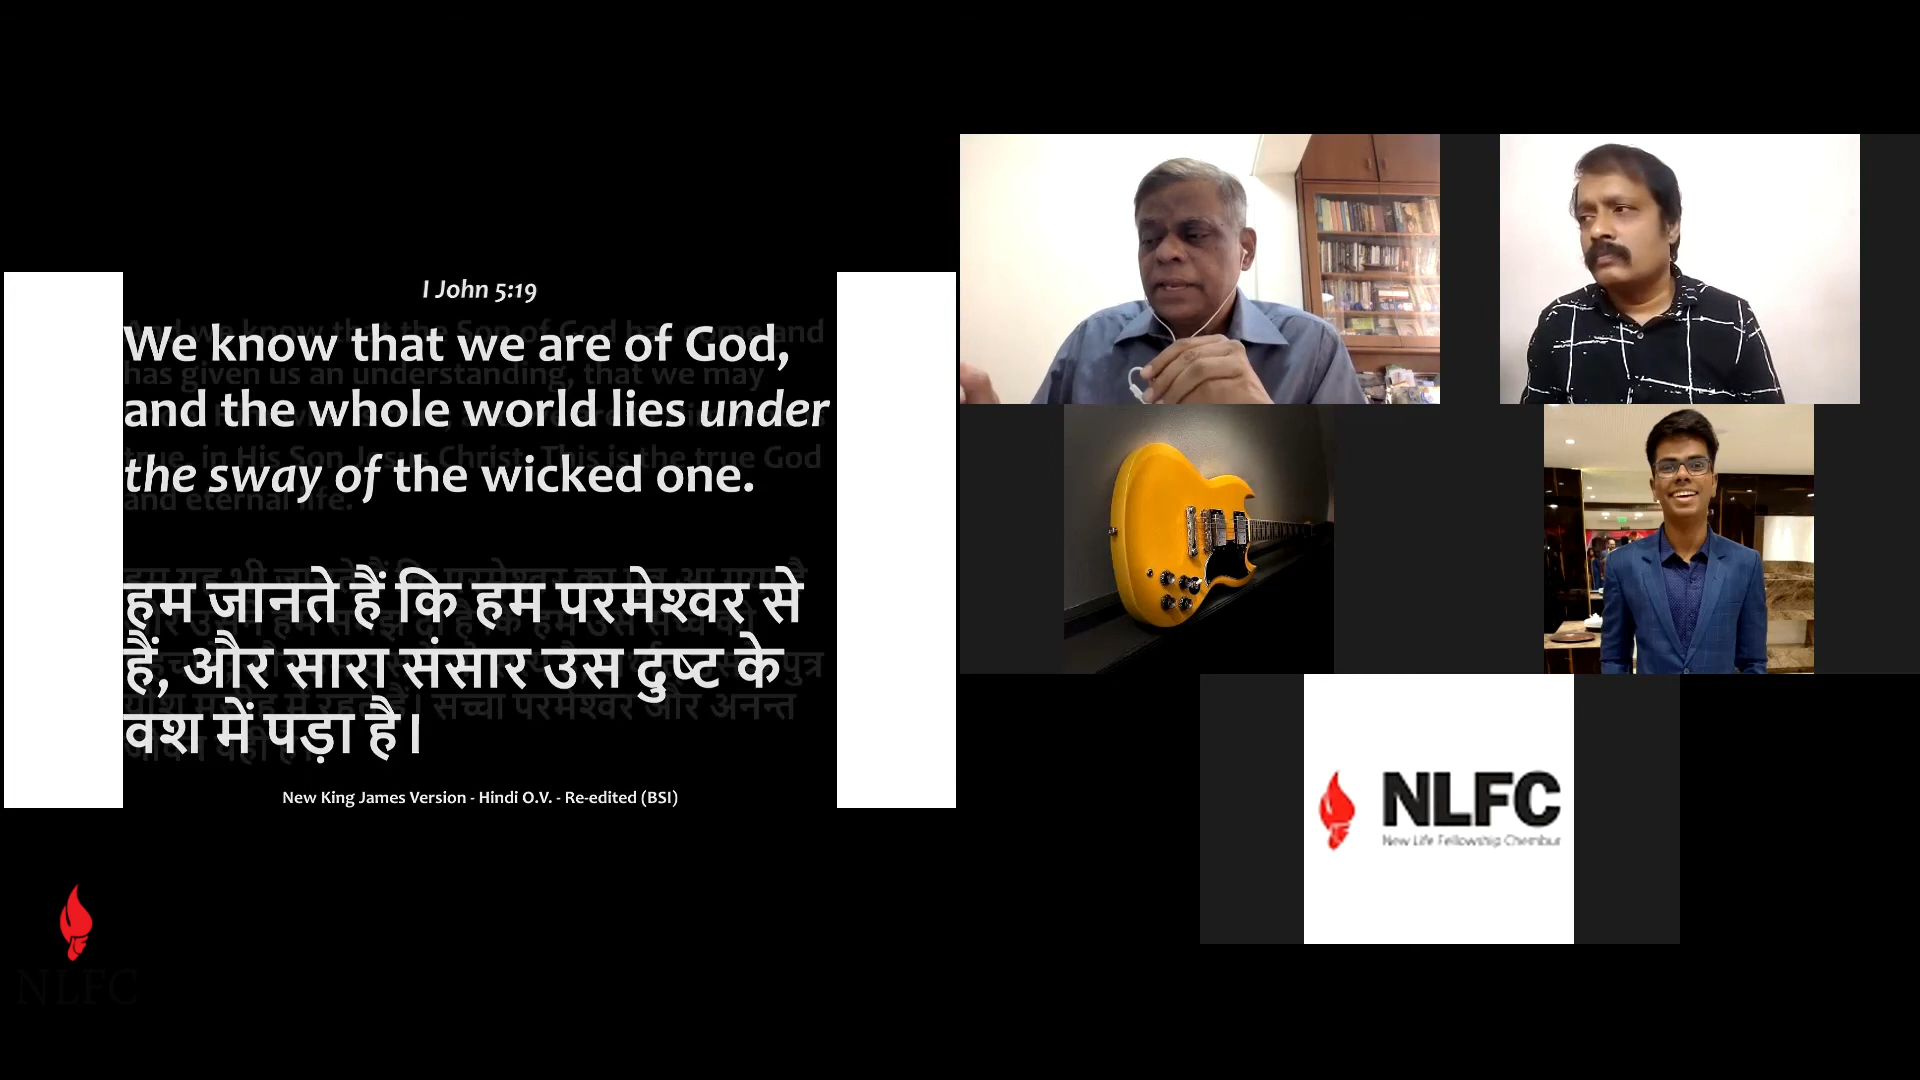 I John 5:19
We know that we are of God,
and the whole world lies under
the sway of the wicked one.
हम जानते हैं कि हम परमेश्वर से
हैं, और सारा संसार उस दुष्ट के
वश में पड़ा है।
New King James Version - Hindi O.V. - Re-edited (BSI)
NLFC
NLFC
New Life Fellowship Chembur